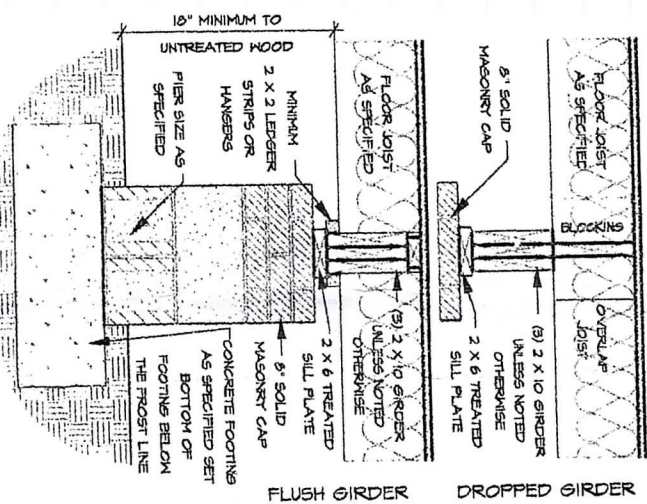 18" MINIMUM TO
UNTREATED WOOD
PIER SIZE AS
SPECIFIED
MINIMUM
2 X 2 LEDGER
STRIPS OR
HANGERS
FLOOR JOIST
AS SPECIFIED
8" SOLID
MASONRY CAP
FLOOR JOIST
AS SPECIFIED
BLOCKING
OVERLAP
JOIST
(3) 2 X 10 GIRDER
UNLESS NOTED
OTHERWISE
2 X 6 TREATED
SILL PLATE
(3) 2 X 10 GIRDER
UNLESS NOTED
OTHERWISE
2 X 6 TREATED
SILL PLATE
8" SOLID
MASONRY CAP
CONCRETE FOOTING
AS SPECIFIED SET
BOTTOM OF
FOOTING BELOW
THE FROST LINE
FLUSH GIRDER
DROPPED GIRDER